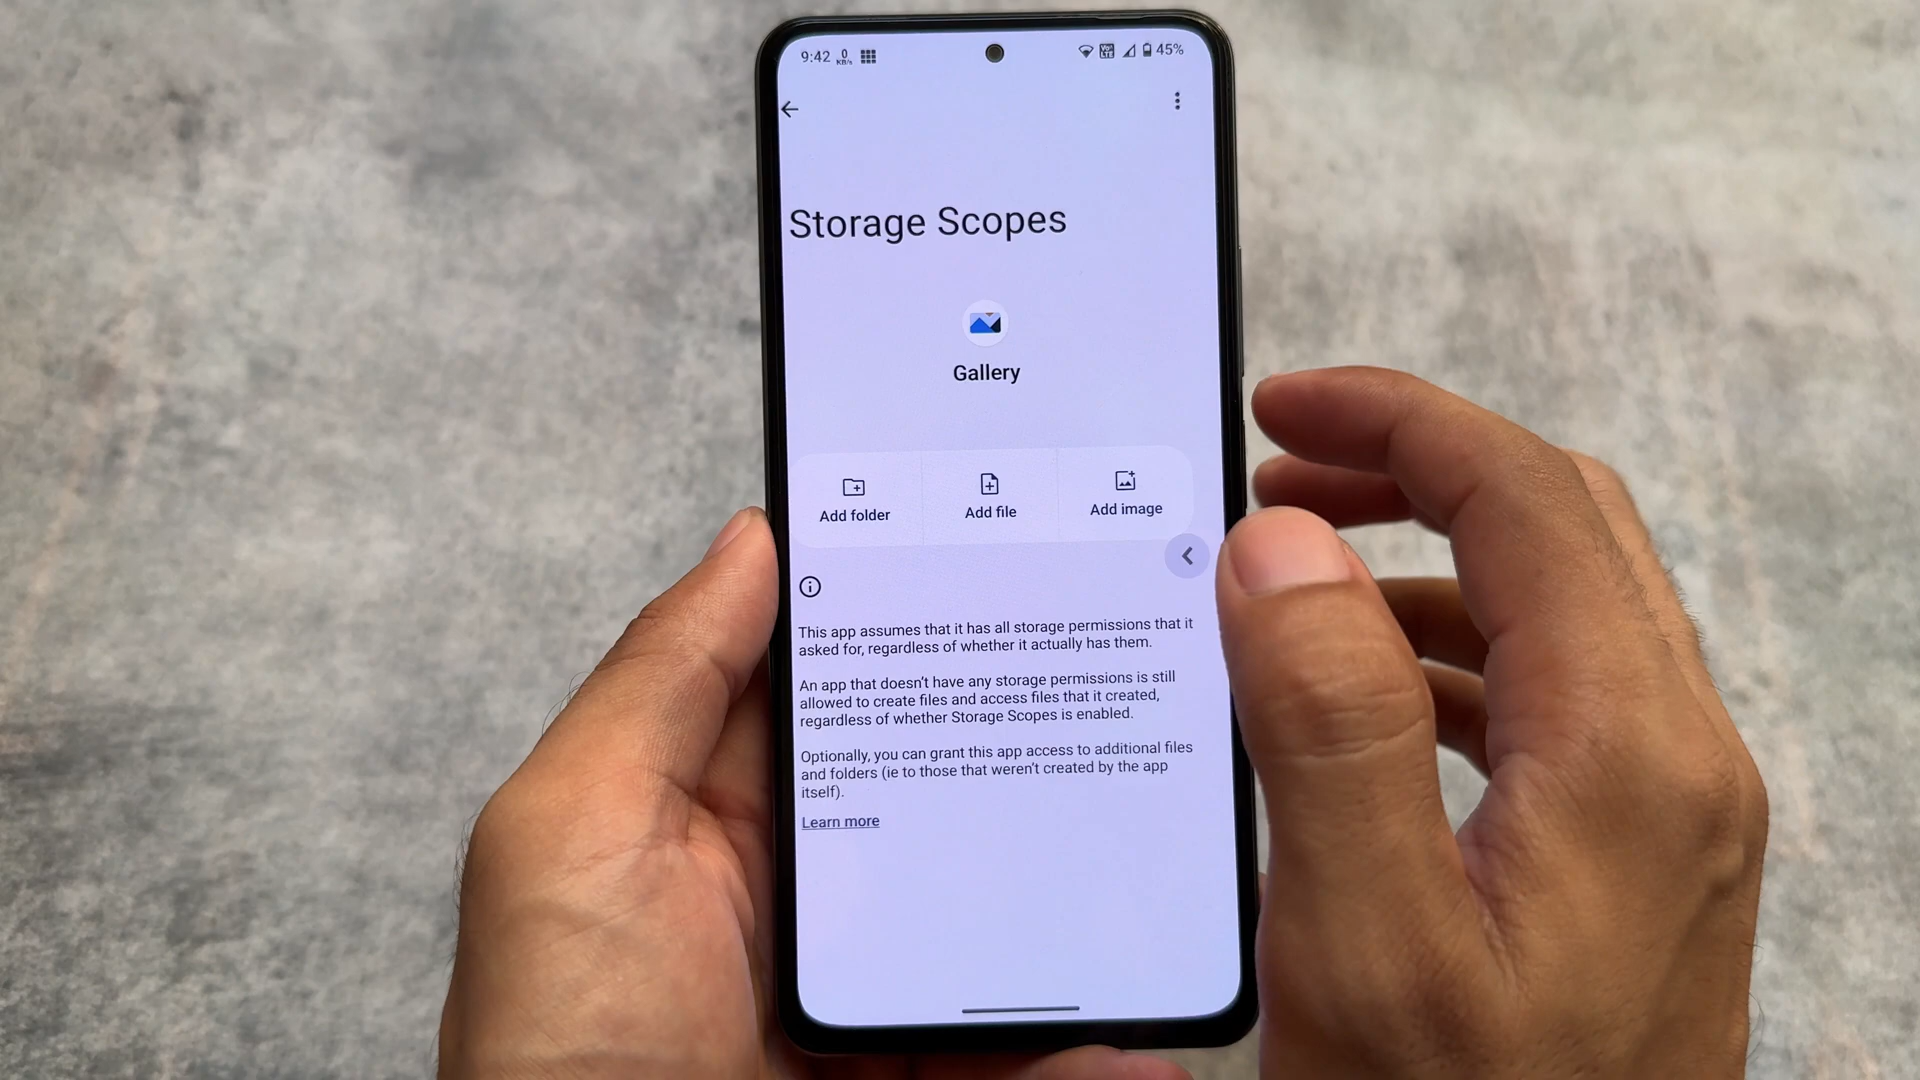 9:42 0 KB/s Vo LTE 45%
Storage Scopes
Gallery
Add folder Add file Add image
This app assumes that it has all storage permissions that it
asked for, regardless of whether it actually has them.
An app that doesn't have any storage permissions is still
allowed to create files and access files that it created,
regardless of whether Storage Scopes is enabled.
Optionally, you can grant this app access to additional files
and folders (ie to those that weren't created by the app
itself).
Learn more